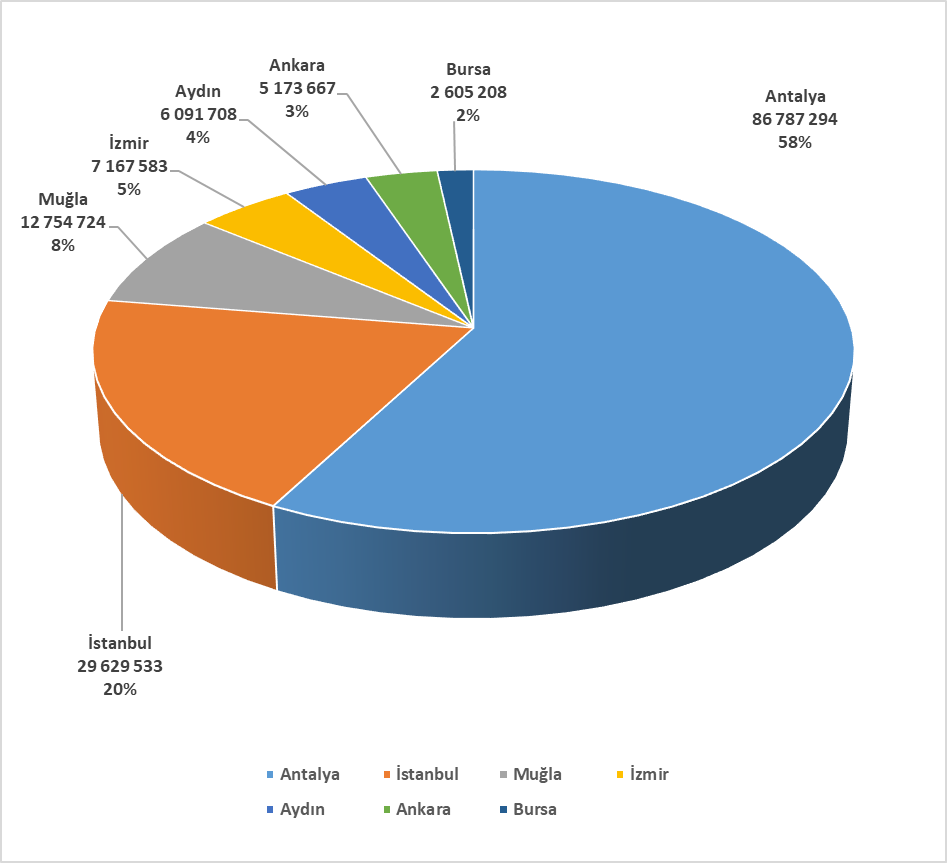 Ankara
5 173 667
3%
Bursa
2 605 208
2%
Aydın
6 091 708
4%
Antalya
86 787 294
58%
İzmir
7 167 583
5%
Muğla
12 754 724
8%
İstanbul
29 629 533
20%
Antalya İstanbul Muğla İzmir
Aydın Ankara Bursa